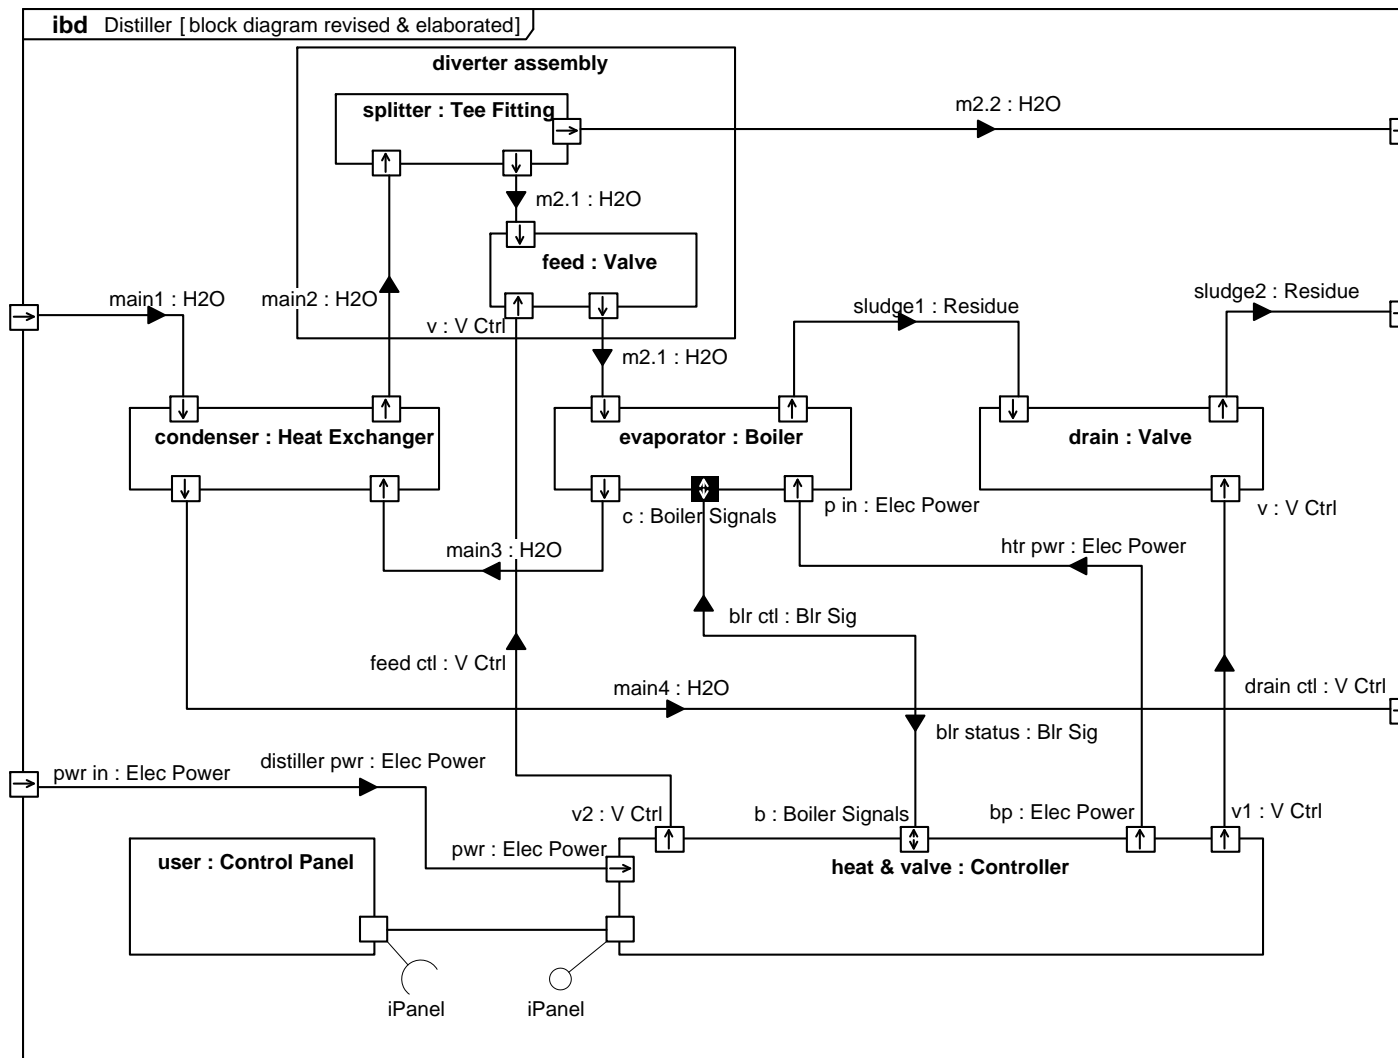 ibd Distiller [ block diagram revised & elaborated]
diverter assembly
splitter : Tee Fitting
m2.2 : H2O
m2.1 : H2O
feed : Valve
main1 : H2O
main2 : H2O
v : V Ctrl
sludge1 : Residue
sludge2 : Residue
m2.1 : H2O
condenser : Heat Exchanger
evaporator : Boiler
drain : Valve
c : Boiler Signals
p in : Elec Power
v : V Ctrl
main3 : H2O
htr pwr : Elec Power
blr ctl : Blr Sig
feed ctl : V Ctrl
main4 : H2O
drain ctl : V Ctrl
blr status : Blr Sig
pwr in : Elec Power
distiller pwr : Elec Power
v2 : V Ctrl
b : Boiler Signals
bp : Elec Power
v1 : V Ctrl
user : Control Panel
pwr : Elec Power
heat & valve : Controller
iPanel
iPanel